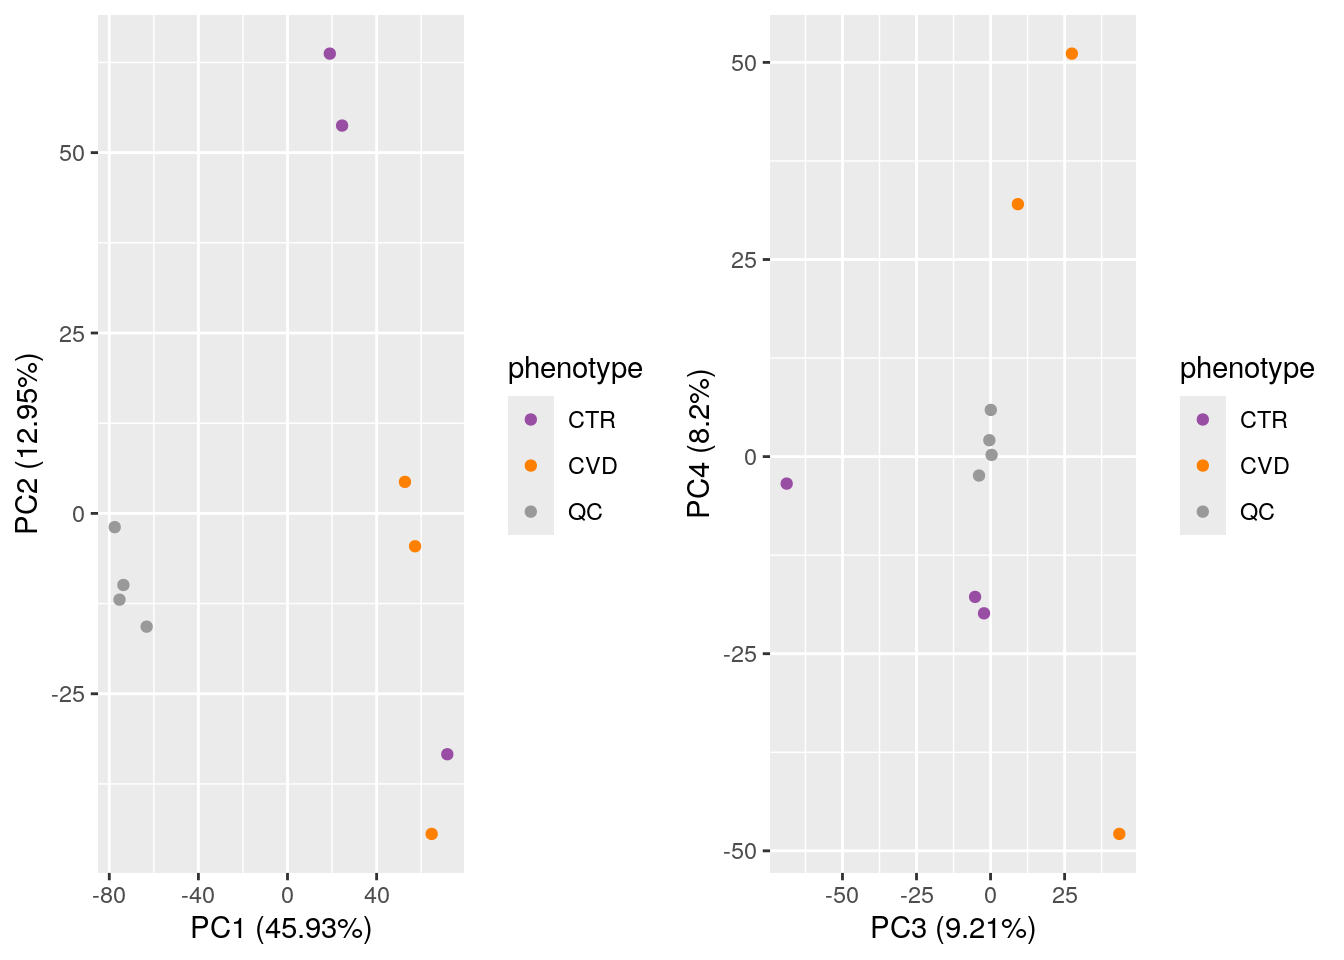 50
25
0
-25
PC2 (12.95%)
-80 -40 0 40
PC1 (45.93%)
phenotype
CTR
CVD
QC
50
25
0
-25
-50
PC4 (8.2%)
-50 -25 0 25
PC3 (9.21%)
phenotype
CTR
CVD
QC